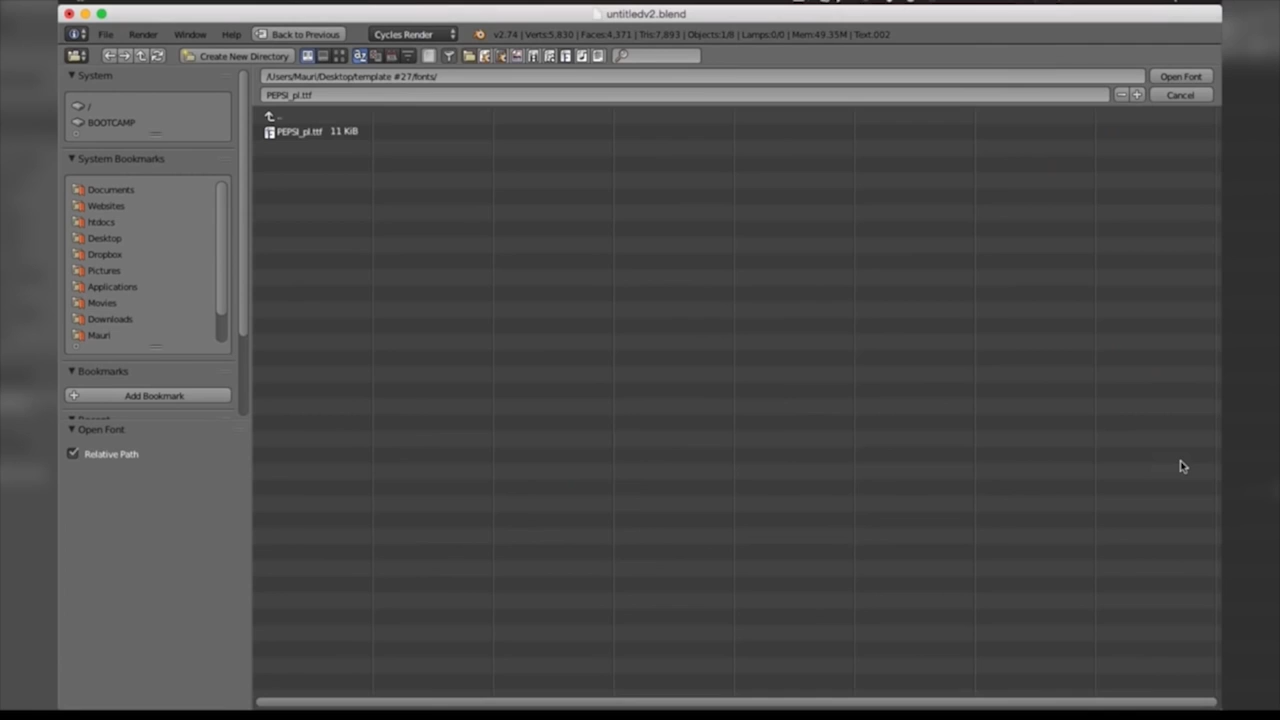 untitledv2.blend
File Render Window Help Back to Previous Cycles Render v2.74 | Verts:5,830 | Faces:4,371 | Tris:7,893 | Objects:1/8 | Lamps:0/0 | Mem:49.35M | Text.002
Create New Directory
System
/
BOOTCAMP
System Bookmarks
Documents
Websites
htdocs
Desktop
Dropbox
Pictures
Applications
Movies
Downloads
Mauri
Bookmarks
Add Bookmark
Open Font
Relative Path
/Users/Mauri/Desktop/template #27/fonts/ Open Font
PEPSI_pl.ttf Cancel
..
PEPSI_pl.ttf 11 KiB